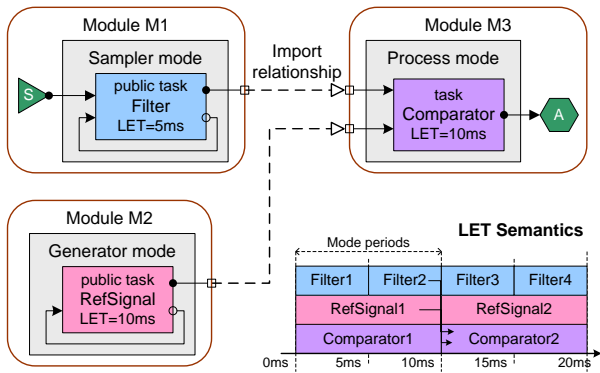 Module M1
Sampler mode
S
public task
Filter
LET=5ms
Import
relationship
Module M3
Process mode
task
Comparator
LET=10ms
A
Module M2
Generator mode
public task
RefSignal
LET=10ms
LET Semantics
Mode periods
Filter1 Filter2 Filter3 Filter4
RefSignal1 RefSignal2
Comparator1 Comparator2
0ms 5ms 10ms 15ms 20ms